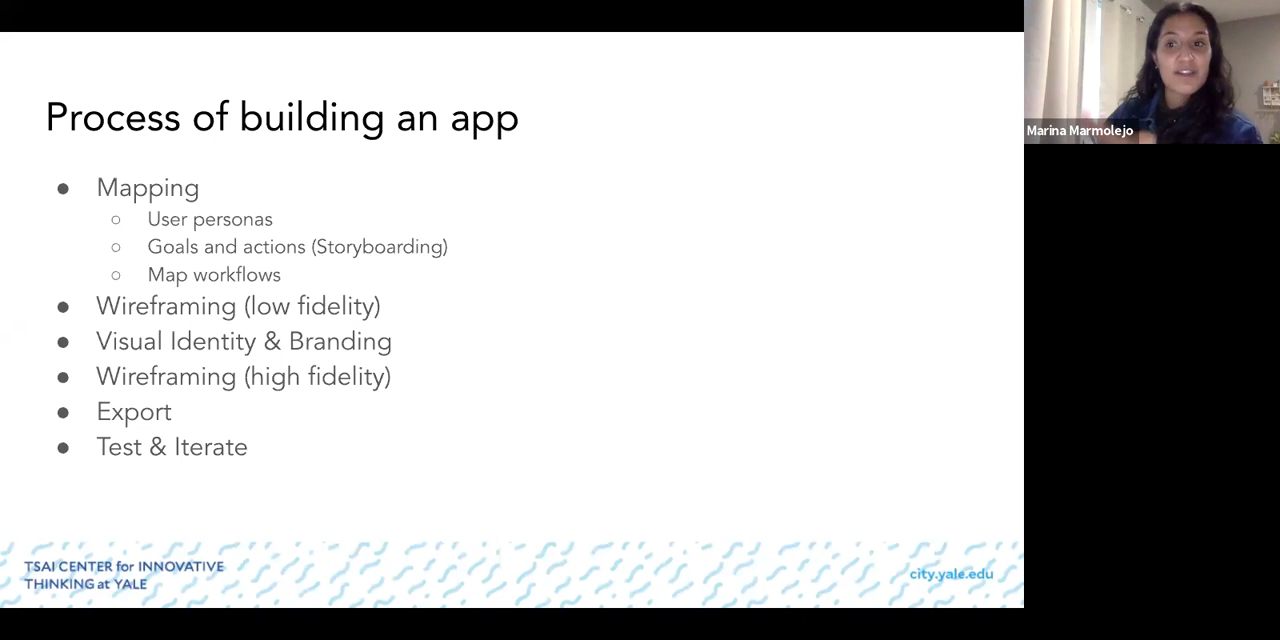 Process of building an app
● Mapping
○ User personas
○ Goals and actions (Storyboarding)
○ Map workflows
● Wireframing (low fidelity)
● Visual Identity & Branding
● Wireframing (high fidelity)
● Export
● Test & Iterate
TSAI CENTER for INNOVATIVE
THINKING at YALE
city.yale.edu
Marina Marmolejo